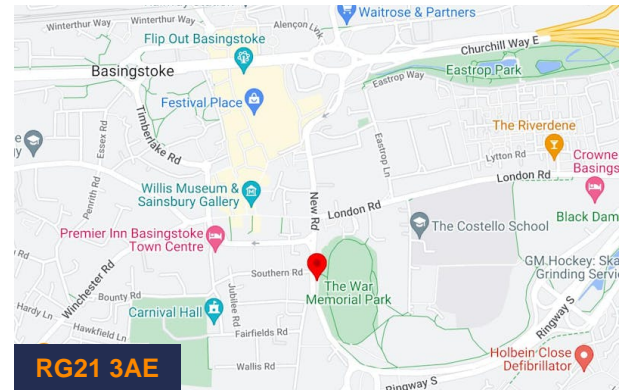 Winterthur Way
Winterthur Way
Alençon Link
Waitrose & Partners
Flip Out Basingstoke
Churchill Way E
Basingstoke
Eastrop Way
Eastrop Park
Festival Place
Timberlake Rd
Essex Rd
Eastrop Ln
The Riverdene
Lytton Rd
Crowne
Basings
Penrith Rd
Willis Museum &
Sainsbury Gallery
New Rd
London Rd
London Rd
Black Dam
The Costello School
Premier Inn Basingstoke
Town Centre
GM Hockey: Ska
Grinding Servic
Winchester Rd
Southern Rd
The War
Memorial Park
Bounty Rd
Jubilee Rd
Hardy Ln
Carnival Hall
Ringway S
Hawkfield Ln
Fairfields Rd
Holbein Close
Defibrillator
Wallis Rd
RG21 3AE
Ringway S